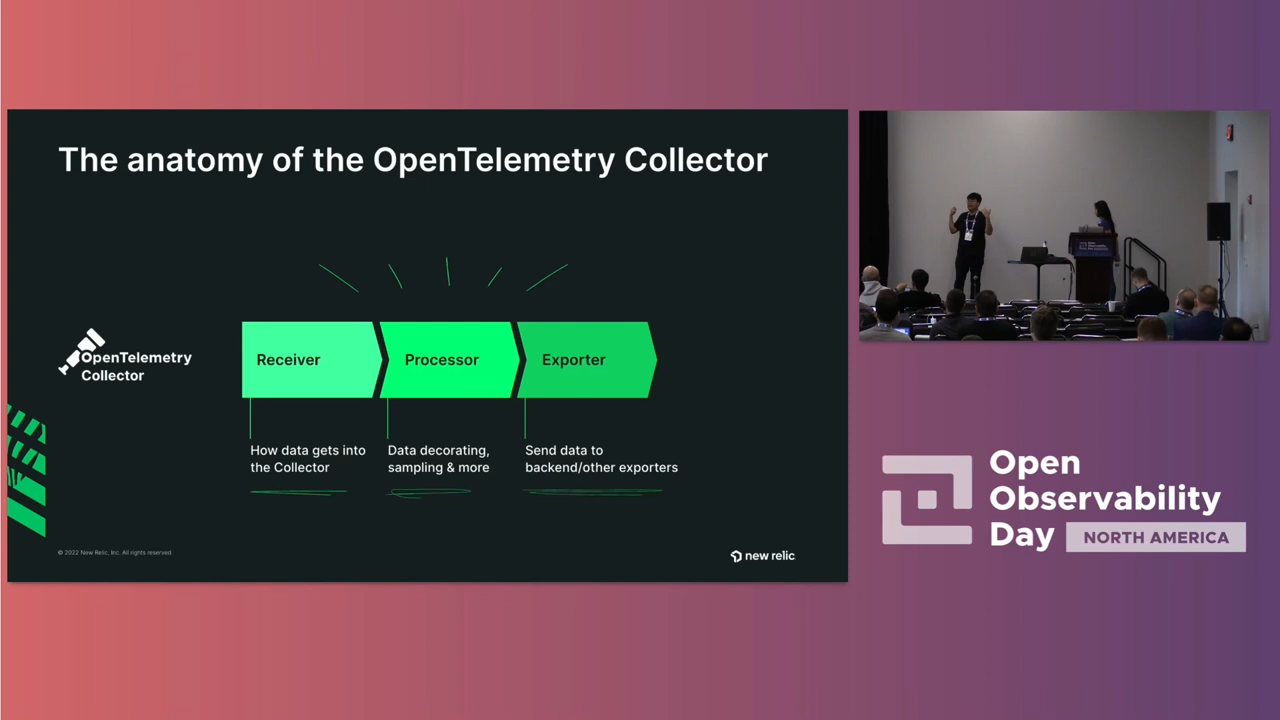 The anatomy of the OpenTelemetry Collector
OpenTelemetry
Collector
Receiver
Processor
Exporter
How data gets into
the Collector
Data decorating,
sampling & more
Send data to
backend/other exporters
© 2022 New Relic, Inc. All rights reserved
new relic
Open
Observability
Day
NORTH AMERICA